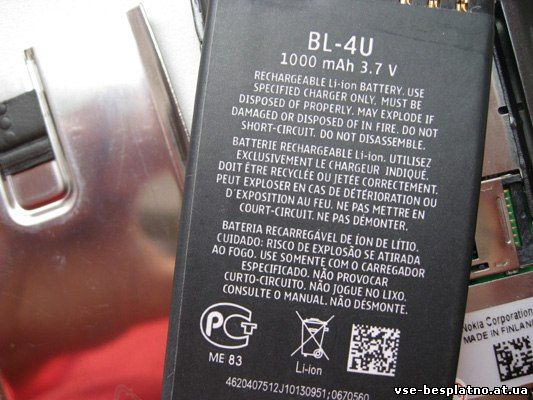 BL-4U
1000 mAh 3.7 V
RECHARGEABLE Li-ion BATTERY. USE
SPECIFIED CHARGER ONLY. MUST BE
DISPOSED OF PROPERLY. MAY EXPLODE IF
DAMAGED OR DISPOSED OF IN FIRE. DO NOT
SHORT-CIRCUIT. DO NOT DISASSEMBLE.
BATTERIE RECHARGEABLE Li-ion. UTILISEZ
EXCLUSIVEMENT LE CHARGEUR INDIQUÉ.
DOIT ÊTRE RECYCLÉE OU JETÉE CORRECTEMENT.
PEUT EXPLOSER EN CAS DE DÉTÉRIORATION OU
D'EXPOSITION AU FEU. NE PAS METTRE EN
COURT-CIRCUIT. NE PAS DÉMONTER.
BATERIA RECARREGÁVEL DE ÍON DE LÍTIO.
CUIDADO: RISCO DE EXPLOSÃO SE ATIRADA
AO FOGO. USE SOMENTE COM O CARREGADOR
ESPECIFICADO. NÃO PROVOQUE
CURTO-CIRCUITO. NÃO JOGUE NO LIXO.
CONSULTE O MANUAL. NÃO DESMONTE.
РСТ
ME 83
Li-ion
4620407512J10130951;0670560
Nokia Corporation
MADE IN FINLAN
vse-besplatno.at.ua